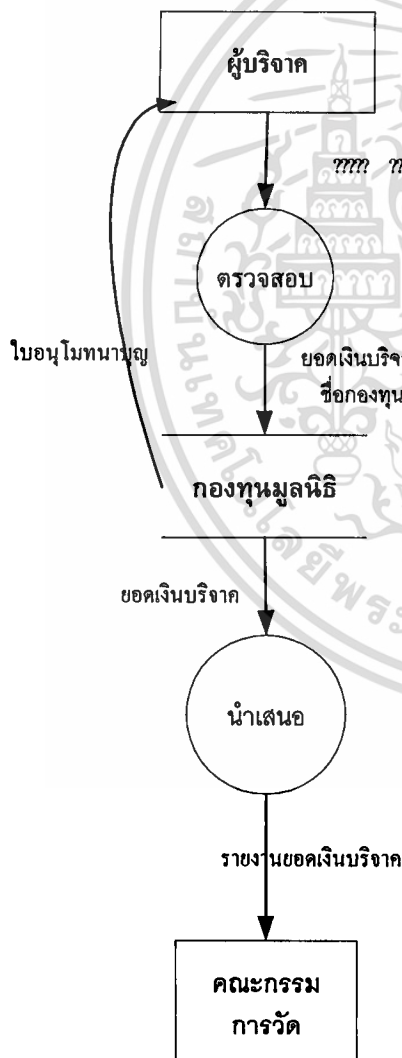 ผู้บริจาค
????? ??
ตรวจสอบ
ใบอนุโมทนาบุญ
ยอดเงินบริจา
ชื่อกองทุน
กองทุนมูลนิธิ
ยอดเงินบริจาค
นำเสนอ
รายงานยอดเงินบริจาค
คณะกรรม
การวัด